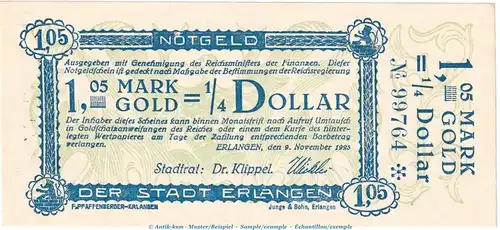 1,05
NOTGELD
Ausgegeben mit Genehmigung des Reichsministers der Finanzen. Dieser
Notgeldschein ist gedeckt nach Maßgabe der Bestimmungen der Reichsregierung
1,05 MARK GOLD = 1/4 DOLLAR
Der Inhaber dieses Scheines kann binnen Monatsfrist nach Aufruf Umtausch
in Goldschatzanweisungen des Reiches oder einem dem Kurse des hinter-
legten Wertpapieres am Tage der Zahlung entsprechenden Barbetrag
verlangen.
ERLANGEN, den 9. November 1923
Stadtrat: Dr. Klippel.
DER STADT ERLANGEN
1,05
F. PFAFFENBERGER-ERLANGEN
Junge & Sohn, Erlangen
1,05 MARK GOLD
= 1/4 Dollar
№ 99764 *
© Antik-kam - Muster/Beispiel - Sample/exemple - Échantillon/exemplaire